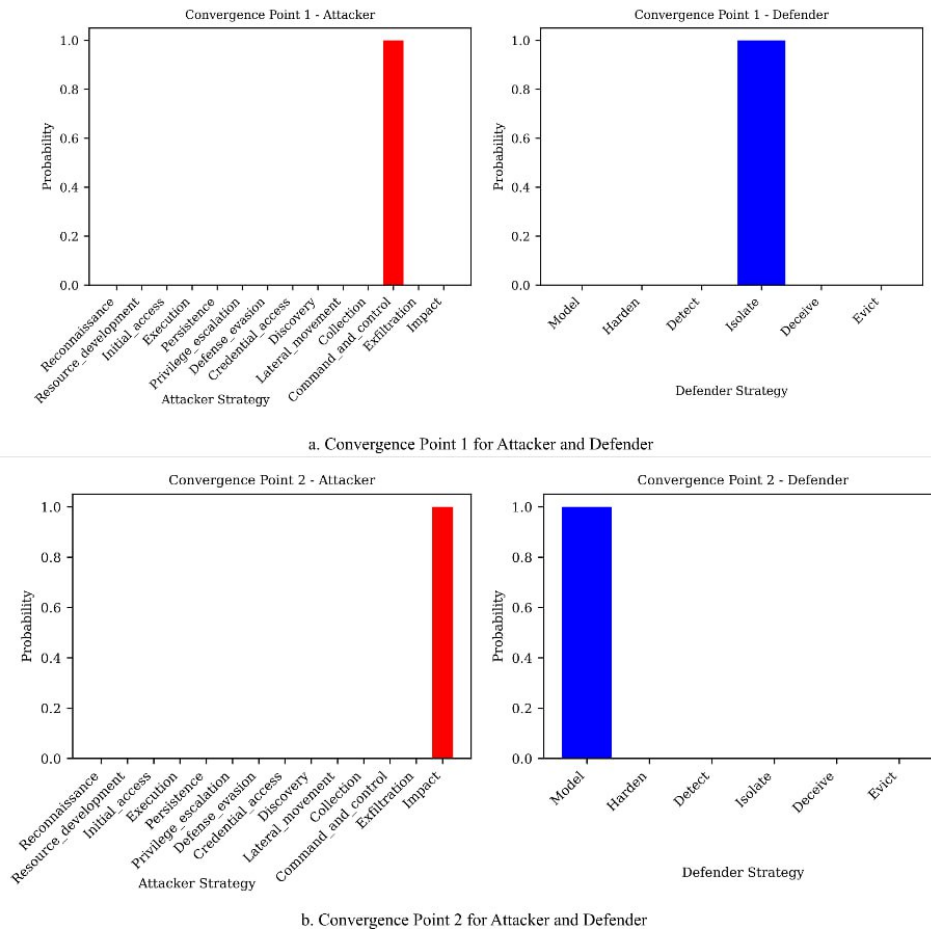 Convergence Point 1 - Attacker
Convergence Point 1 - Defender
Probability
1.0
0.8
0.6
0.4
0.2
0.0
Reconnaissance
Resource_development
Initial_access
Execution
Persistence
Privilege_escalation
Defense_evasion
Credential_access
Discovery
Lateral_movement
Collection
Command_and_control
Exfiltration
Impact
Attacker Strategy
Probability
1.0
0.8
0.6
0.4
0.2
0.0
Model
Harden
Detect
Isolate
Deceive
Evict
Defender Strategy
a. Convergence Point 1 for Attacker and Defender
Convergence Point 2 - Attacker
Convergence Point 2 - Defender
Probability
1.0
0.8
0.6
0.4
0.2
0.0
Reconnaissance
Resource_development
Initial_access
Execution
Persistence
Privilege_escalation
Defense_evasion
Credential_access
Discovery
Lateral_movement
Collection
Command_and_control
Exfiltration
Impact
Attacker Strategy
Probability
1.0
0.8
0.6
0.4
0.2
0.0
Model
Harden
Detect
Isolate
Deceive
Evict
Defender Strategy
b. Convergence Point 2 for Attacker and Defender